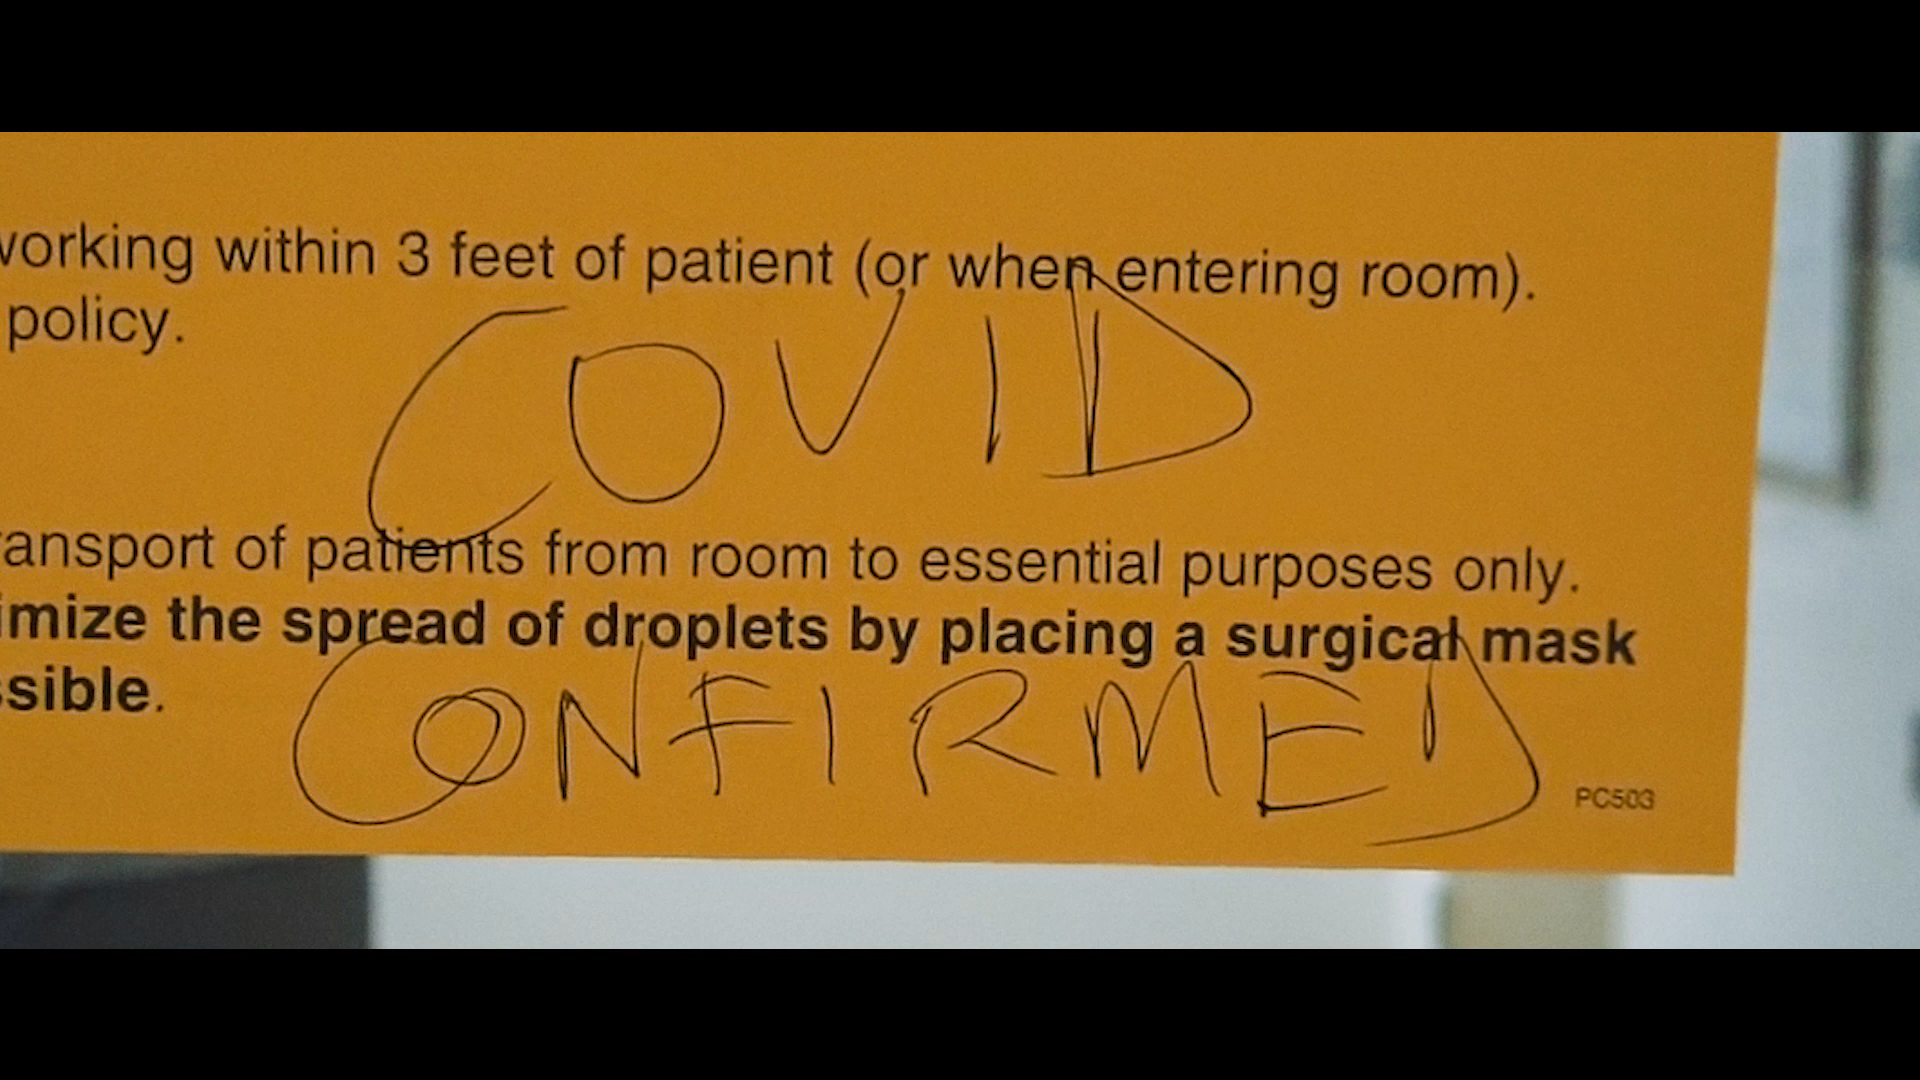 working within 3 feet of patient (or when entering room).
policy.
COVID
ansport of patients from room to essential purposes only.
imize the spread of droplets by placing a surgical mask
sible.
CONFIRMED
PC503